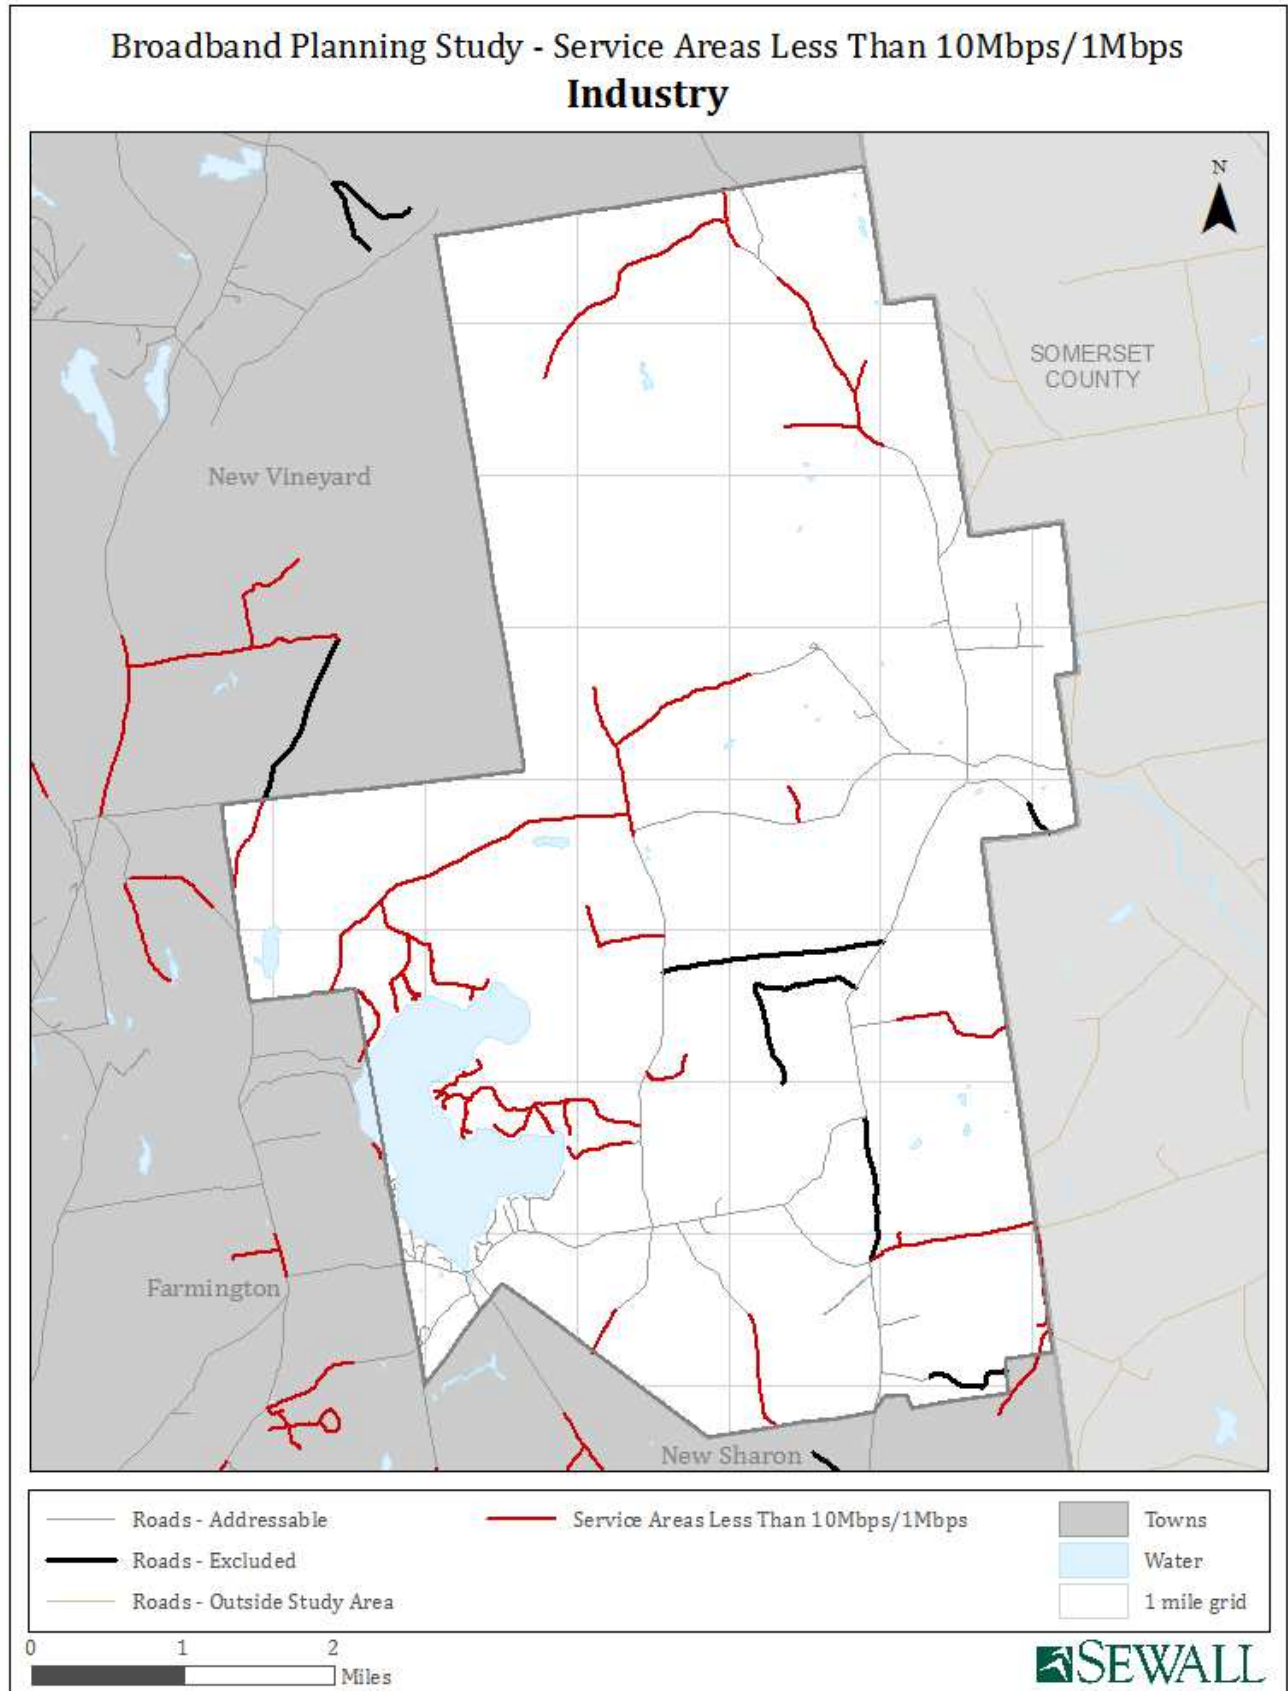 Broadband Planning Study - Service Areas Less Than 10Mbps/1Mbps
Industry
N
SOMERSET
COUNTY
New Vineyard
Farmington
New Sharon
Roads - Addressable
Service Areas Less Than 10Mbps/1Mbps
Towns
Roads - Excluded
Water
Roads - Outside Study Area
1 mile grid
0 1 2
Miles
SEWALL